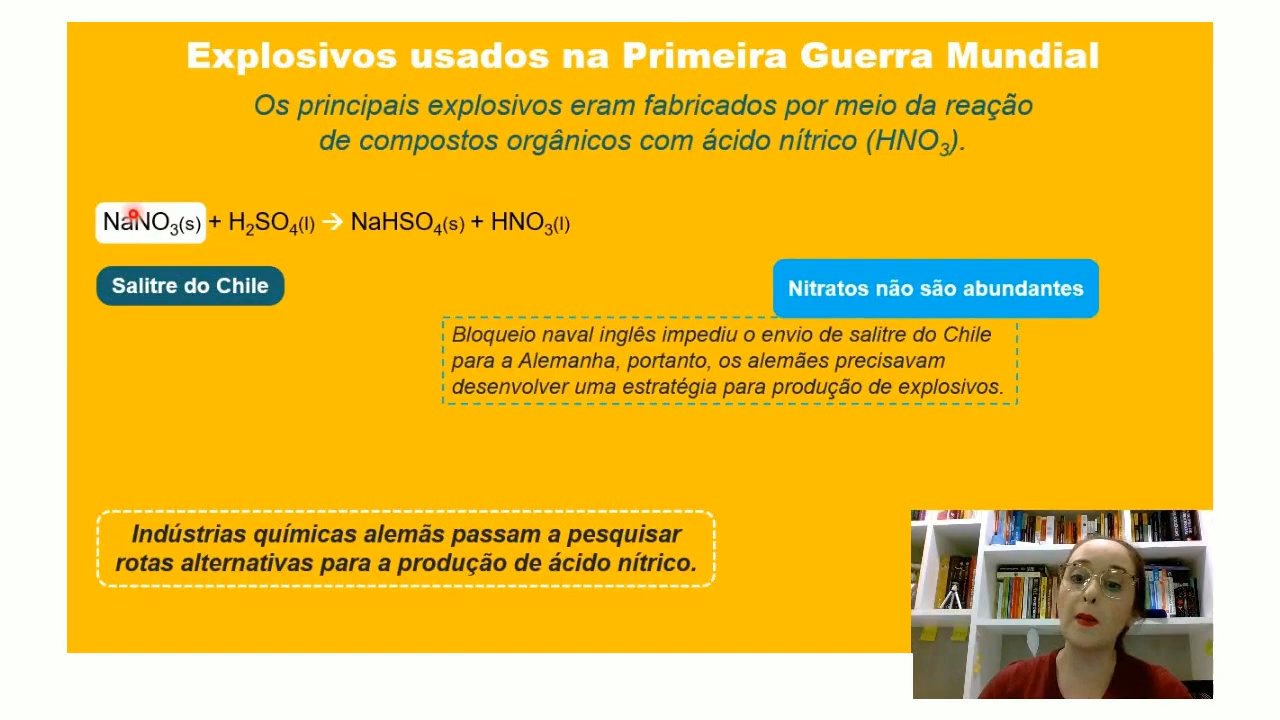 Explosivos usados na Primeira Guerra Mundial
Os principais explosivos eram fabricados por meio da reação
de compostos orgânicos com ácido nítrico (HNO₃).
NaNO₃(s) + H₂SO₄(l) → NaHSO₄(s) + HNO₃(l)
Salitre do Chile
Nitratos não são abundantes
Bloqueio naval inglês impediu o envio de salitre do Chile
para a Alemanha, portanto, os alemães precisavam
desenvolver uma estratégia para produção de explosivos.
Indústrias químicas alemãs passam a pesquisar
rotas alternativas para a produção de ácido nítrico.